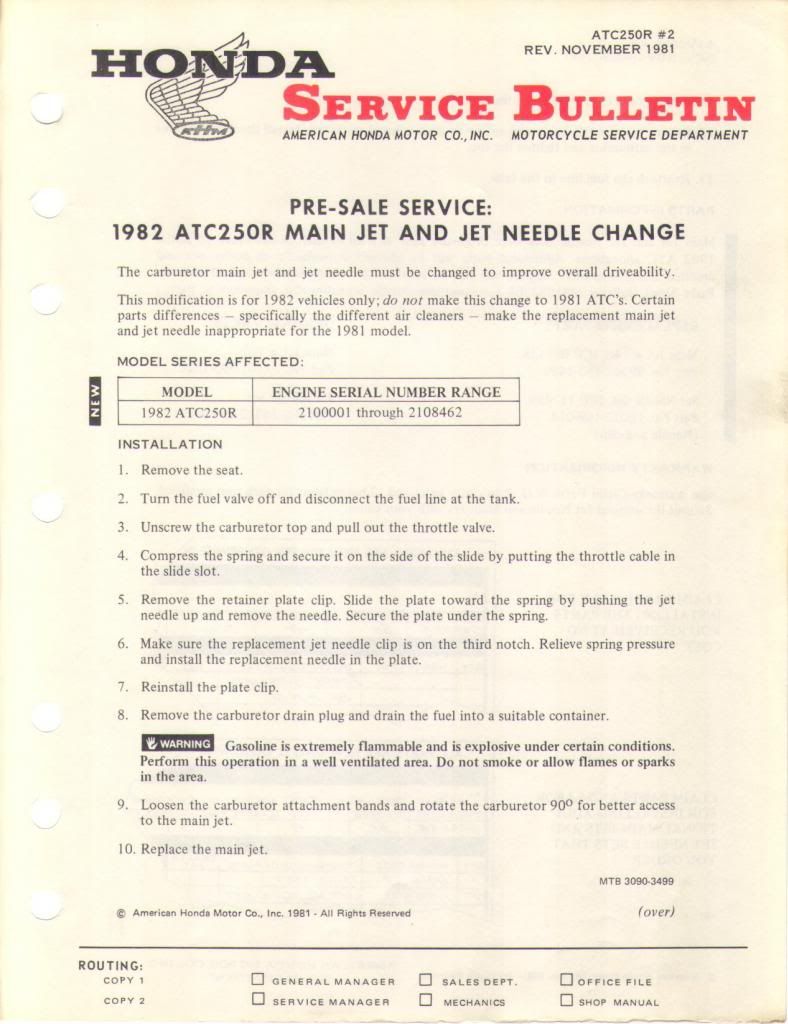 ATC250R #2
REV. NOVEMBER 1981
HONDA
SERVICE BULLETIN
AMERICAN HONDA MOTOR CO., INC. MOTORCYCLE SERVICE DEPARTMENT
PRE-SALE SERVICE:
1982 ATC250R MAIN JET AND JET NEEDLE CHANGE
The carburetor main jet and jet needle must be changed to improve overall driveability.
This modification is for 1982 vehicles only; do not make this change to 1981 ATC's. Certain
parts differences – specifically the different air cleaners – make the replacement main jet
and jet needle inappropriate for the 1981 model.
MODEL SERIES AFFECTED:
NEW
MODEL ENGINE SERIAL NUMBER RANGE
1982 ATC250R 2100001 through 2108462
INSTALLATION
1. Remove the seat.
2. Turn the fuel valve off and disconnect the fuel line at the tank.
3. Unscrew the carburetor top and pull out the throttle valve.
4. Compress the spring and secure it on the side of the slide by putting the throttle cable in
the slide slot.
5. Remove the retainer plate clip. Slide the plate toward the spring by pushing the jet
needle up and remove the needle. Secure the plate under the spring.
6. Make sure the replacement jet needle clip is on the third notch. Relieve spring pressure
and install the replacement needle in the plate.
7. Reinstall the plate clip.
8. Remove the carburetor drain plug and drain the fuel into a suitable container.
WARNING Gasoline is extremely flammable and is explosive under certain conditions.
Perform this operation in a well ventilated area. Do not smoke or allow flames or sparks
in the area.
9. Loosen the carburetor attachment bands and rotate the carburetor 90º for better access
to the main jet.
10. Replace the main jet.
MTB 3090-3499
© American Honda Motor Co., Inc. 1981 - All Rights Reserved
(over)
ROUTING:
COPY 1 GENERAL MANAGER SALES DEPT. OFFICE FILE
COPY 2 SERVICE MANAGER MECHANICS SHOP MANUAL